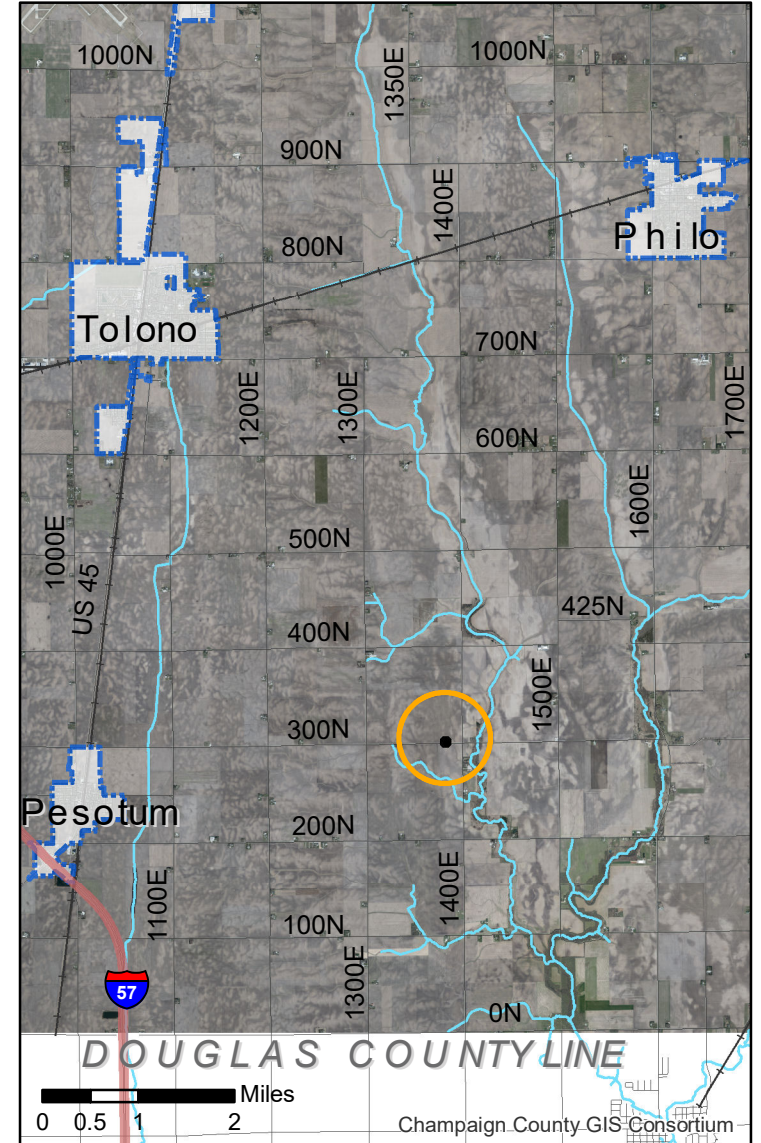 1000N
1350E
1000N
900N
1400E
800N
Philo
Tolono
700N
1200E
1300E
1700E
600N
1600E
500N
1000E
US 45
425N
400N
1500E
300N
Pesotum
200N
1100E
1400E
100N
1300E
57
0N
DOUGLAS COUNTY LINE
Miles
0 0.5 1 2
Champaign County GIS Consortium